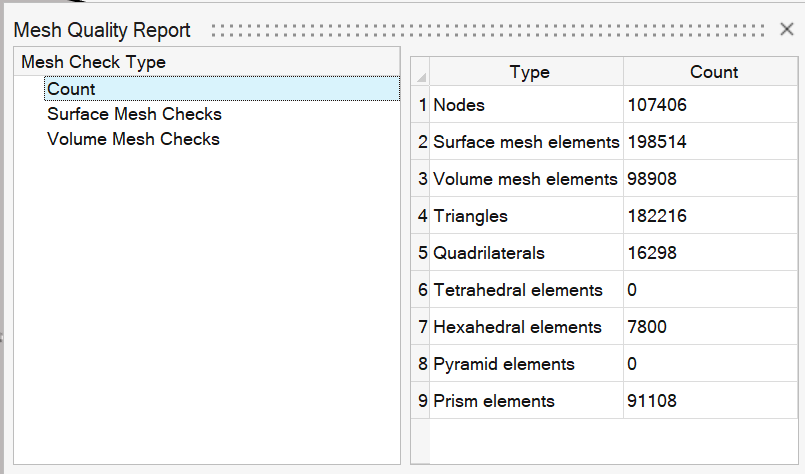 Mesh Quality Report
Mesh Check Type
Count
Surface Mesh Checks
Volume Mesh Checks
Type Count
1 Nodes 107406
2 Surface mesh elements 198514
3 Volume mesh elements 98908
4 Triangles 182216
5 Quadrilaterals 16298
6 Tetrahedral elements 0
7 Hexahedral elements 7800
8 Pyramid elements 0
9 Prism elements 91108